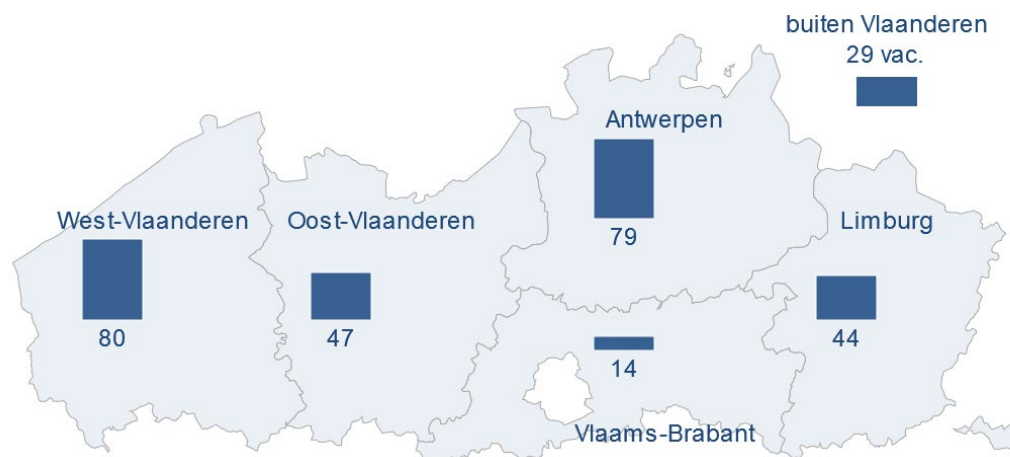 buiten Vlaanderen
29 vac.
Antwerpen
79
West-Vlaanderen
80
Oost-Vlaanderen
47
Limburg
44
14
Vlaams-Brabant